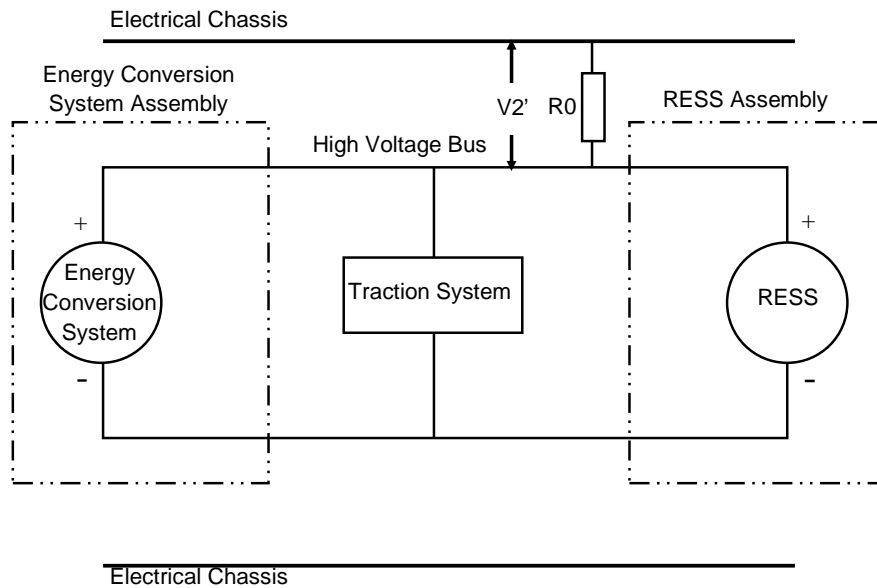 Electrical Chassis
Energy Conversion
System Assembly
V2’
R0
RESS Assembly
High Voltage Bus
+
+
Energy
Conversion
System
Traction System
RESS
-
-
Electrical Chassis